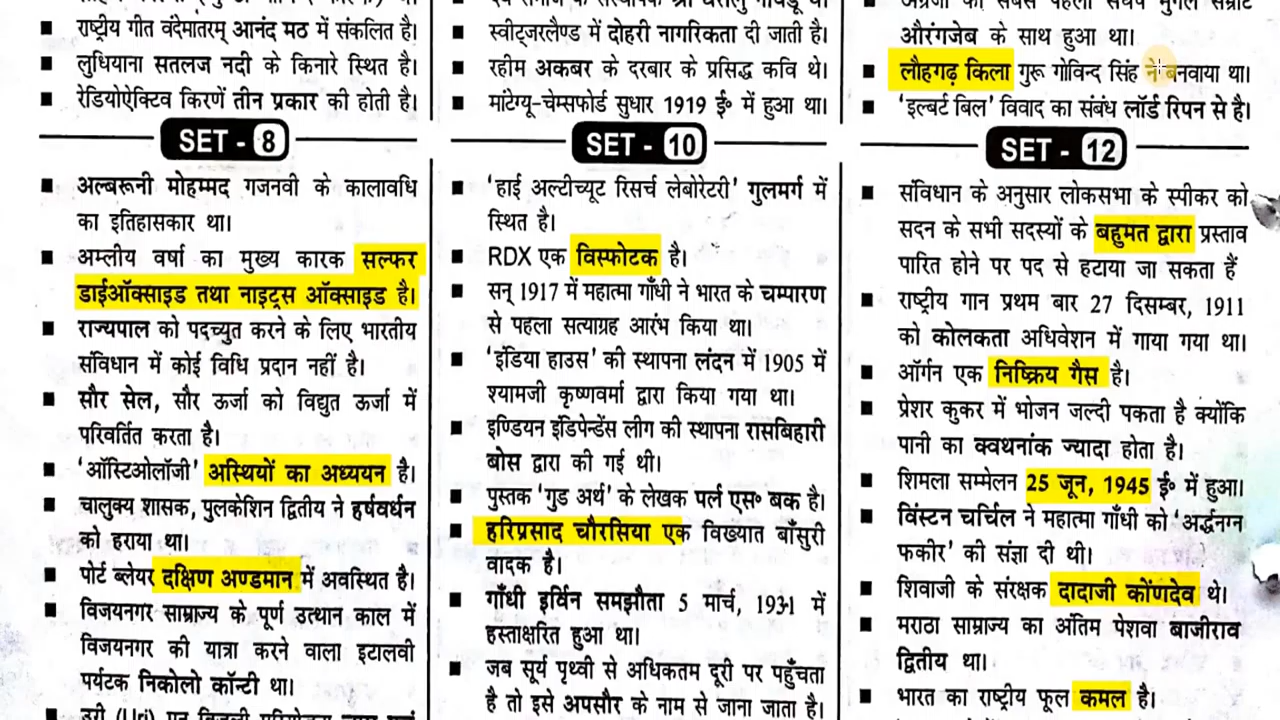 राष्ट्रीय गीत वंदेमातरम् आनंद मठ में संकलित है।
लुधियाना सतलज नदी के किनारे स्थित है।
रेडियोऐक्टिव किरणें तीन प्रकार की होती है।
SET - 8
अल्बरूनी मोहम्मद गजनवी के कालावधि
का इतिहासकार था।
अम्लीय वर्षा का मुख्य कारक सल्फर
डाईऑक्साइड तथा नाइट्रस ऑक्साइड है।
राज्यपाल को पदच्युत करने के लिए भारतीय
संविधान में कोई विधि प्रदान नहीं है।
सौर सेल, सौर ऊर्जा को विद्युत ऊर्जा में
परिवर्तित करता है।
'ऑस्टिओलॉजी' अस्थियों का अध्ययन है।
चालुक्य शासक, पुलकेशिन द्वितीय ने हर्षवर्धन
को हराया था।
पोर्ट ब्लेयर दक्षिण अण्डमान में अवस्थित है।
विजयनगर साम्राज्य के पूर्ण उत्थान काल में
विजयनगर की यात्रा करने वाला इटालवी
पर्यटक निकोलो कॉन्टी था।
उरी (Uri)
स्वीट्जरलैण्ड में दोहरी नागरिकता दी जाती है।
रहीम अकबर के दरबार के प्रसिद्ध कवि थे।
मांटेग्यू-चेम्सफोर्ड सुधार 1919 ई॰ में हुआ था।
SET - 10
'हाई अल्टीच्यूट रिसर्च लेबोरेटरी' गुलमर्ग में
स्थित है।
RDX एक विस्फोटक है।
सन् 1917 में महात्मा गाँधी ने भारत के चम्पारण
से पहला सत्याग्रह आरंभ किया था।
'इंडिया हाउस' की स्थापना लंदन में 1905 में
श्यामजी कृष्णवर्मा द्वारा किया गया था।
इण्डियन इंडिपेन्डेंस लीग की स्थापना रासबिहारी
बोस द्वारा की गई थी।
पुस्तक 'गुड अर्थ' के लेखक पर्ल एस॰ बक है।
हरिप्रसाद चौरसिया एक विख्यात बाँसुरी
वादक है।
गाँधी इर्विन समझौता 5 मार्च, 1931 में
हस्ताक्षरित हुआ था।
जब सूर्य पृथ्वी से अधिकतम दूरी पर पहुँचता
है तो इसे अपसौर के नाम से जाना जाता है।
औरंगजेब के साथ हुआ था।
लौहगढ़ किला गुरू गोविन्द सिंह ने बनवाया था।
'इल्बर्ट बिल' विवाद का संबंध लॉर्ड रिपन से है।
SET - 12
संविधान के अनुसार लोकसभा के स्पीकर को
सदन के सभी सदस्यों के बहुमत द्वारा प्रस्ताव
पारित होने पर पद से हटाया जा सकता हैं
राष्ट्रीय गान प्रथम बार 27 दिसम्बर, 1911
को कोलकता अधिवेशन में गाया गया था।
ऑर्गन एक निष्क्रिय गैस है।
प्रेशर कुकर में भोजन जल्दी पकता है क्योंकि
पानी का क्वथनांक ज्यादा होता है।
शिमला सम्मेलन 25 जून, 1945 ई॰ में हुआ।
विंस्टन चर्चिल ने महात्मा गाँधी को 'अर्द्धनग्न
फकीर' की संज्ञा दी थी।
शिवाजी के संरक्षक दादाजी कोंणदेव थे।
मराठा साम्राज्य का अंतिम पेशवा बाजीराव
द्वितीय था।
भारत का राष्ट्रीय फूल कमल है।